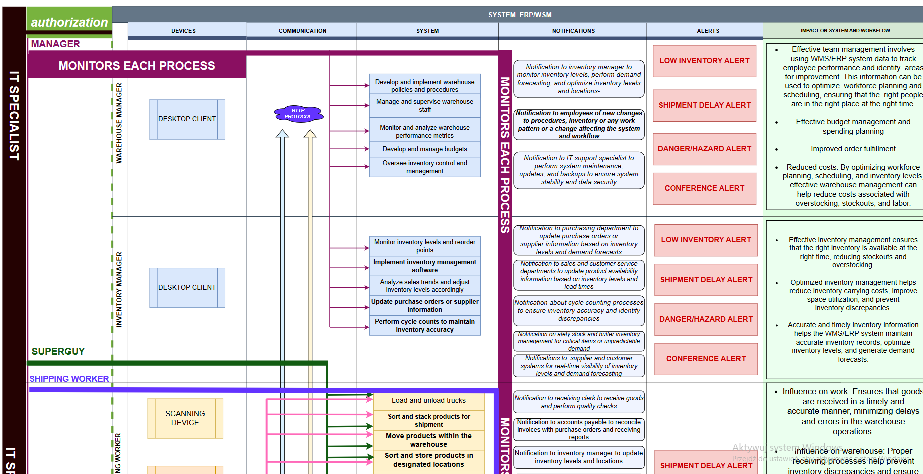 SYSTEM ERP/WSM
authorization
DEVICES
COMMUNICATION
SYSTEM
NOTIFICATIONS
ALERTS
IMPACT ON SYSTEM AND WORKFLOW
IT SPECIALIST
MANAGER
MONITORS EACH PROCESS
MONITORS EACH PROCESS
WAREHOUSE MANAGER
DESKTOP CLIENT
Develop and implement warehouse
policies and procedures
Manage and supervise warehouse
staff
Monitor and analyze warehouse
performance metrics
Develop end manage budgets
Oversee inventory control end
management
Notification to inventory manager to
monitor inventory levels, perform demand
forecasting, and optimize inventory levels
and locations-
Notification to employees of new changes
to procedures, inventory or any work
pattern or a change affecting the system
and workflow
Notification to IT support specialist to
perform system maintenance
updates, and backups to ensure system
stability and data security
LOW INVENTORY ALERT
SHIPMENT DELAY ALERT
DANGER/HAZARD ALERT
CONFERENCE ALERT
Effective team management involves
using WMS/ERP system data to track
employee performance and identify areas
for improvement. This information can be
used to optimize workforce planning and
scheduling, ensuring that the right people
are in the right place at the right time.
Effective budget management and
spending planning
Improved order fulfillment
Reduced costs. By optimizing workforce
planning, scheduling, and inventory levels
effective warehouse management can
help reduce costs associated with
overstocking, stockouts, and labor.
INVENTORY MANAGER
DESKTOP CLIENT
Monitor inventory levels and reorder
points
Implement inventory management
software
Analyze sales trends and adjust
inventory levels accordingly
Update purchase orders or supplier
information
Perform cycle counts to maintain
inventory accuracy
Notification to purchasing department to
update purchase orders or
supplier information based on inventory
levels and demand forecasts
Notification to sales and customer service
departments to update product availability
information based on inventory levels and
lead times
Notification about cycle counting processes
to ensure inventory accuracy and identify
discrepancies
Notification on safety stock and buffer inventory
management for critical items or unpredictable
demand
Notifications to supplier and customer
systems for real-time visibility of inventory
levels and demand forecasting
LOW INVENTORY ALERT
SHIPMENT DELAY ALERT
DANGER/HAZARD ALERT
CONFERENCE ALERT
Effective inventory management ensures
that the right inventory is available at the
right time, reducing stockouts and
overstocking
Optimized inventory management helps
reduce inventory carrying costs, improve
space utilization, and prevent
inventory discrepancies
Accurate and timely inventory information
helps the WMS/ERP system maintain
accurate inventory records, optimize
inventory levels, and generate demand
forecasts.
SUPERGUY
SHIPPING WORKER
IT SP
NG WORKER
MONITOR
SCANNING
DEVICE
Load and unload trucks
Sort and stack products for
shipment
Move products within the
warehouse
Sort and store products in
designated locations
Notification to receiving clerk to receive goods
and perform quality checks.
Notification to accounts payable to reconcile
invoices with purchase orders and receiving
reports
Notification to inventory manager to update
inventory levels and locations
SHIPMENT DELAY ALERT
Influence on work: Ensures that goods
are received in a timely and
accurate manner, minimizing delays
and errors in the warehouse
operations
Influence on warehouse: Proper
receiving processes help prevent
inventory discrepancies and ensure
Aktywuj system Windows